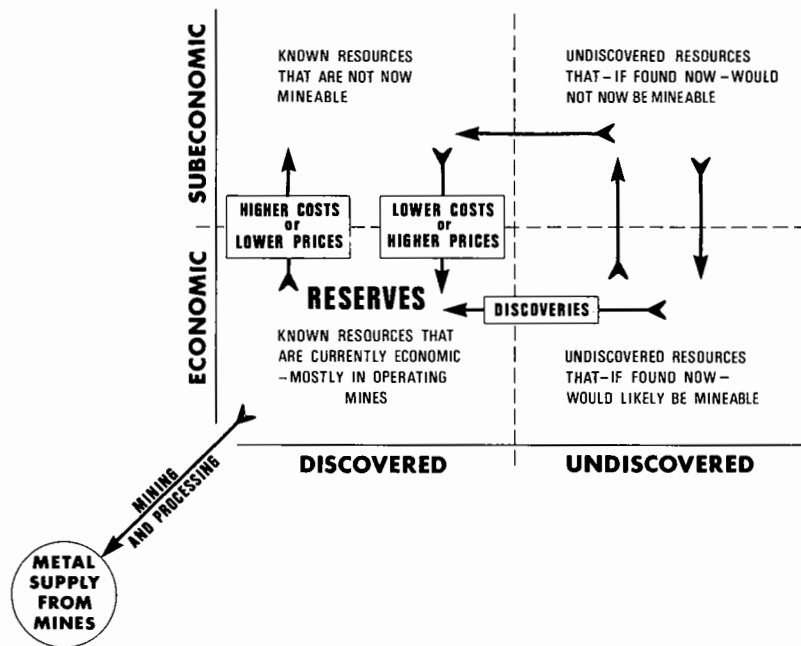 SUBECONOMIC
KNOWN RESOURCES
THAT ARE NOT NOW
MINEABLE
UNDISCOVERED RESOURCES
THAT–IF FOUND NOW–WOULD
NOT NOW BE MINEABLE
HIGHER COSTS
or
LOWER PRICES
LOWER COSTS
or
HIGHER PRICES
ECONOMIC
RESERVES
DISCOVERIES
KNOWN RESOURCES THAT
ARE CURRENTLY ECONOMIC
–MOSTLY IN OPERATING
MINES
UNDISCOVERED RESOURCES
THAT–IF FOUND NOW–
WOULD LIKELY BE MINEABLE
DISCOVERED
UNDISCOVERED
MINING
AND PROCESSING
METAL
SUPPLY
FROM
MINES